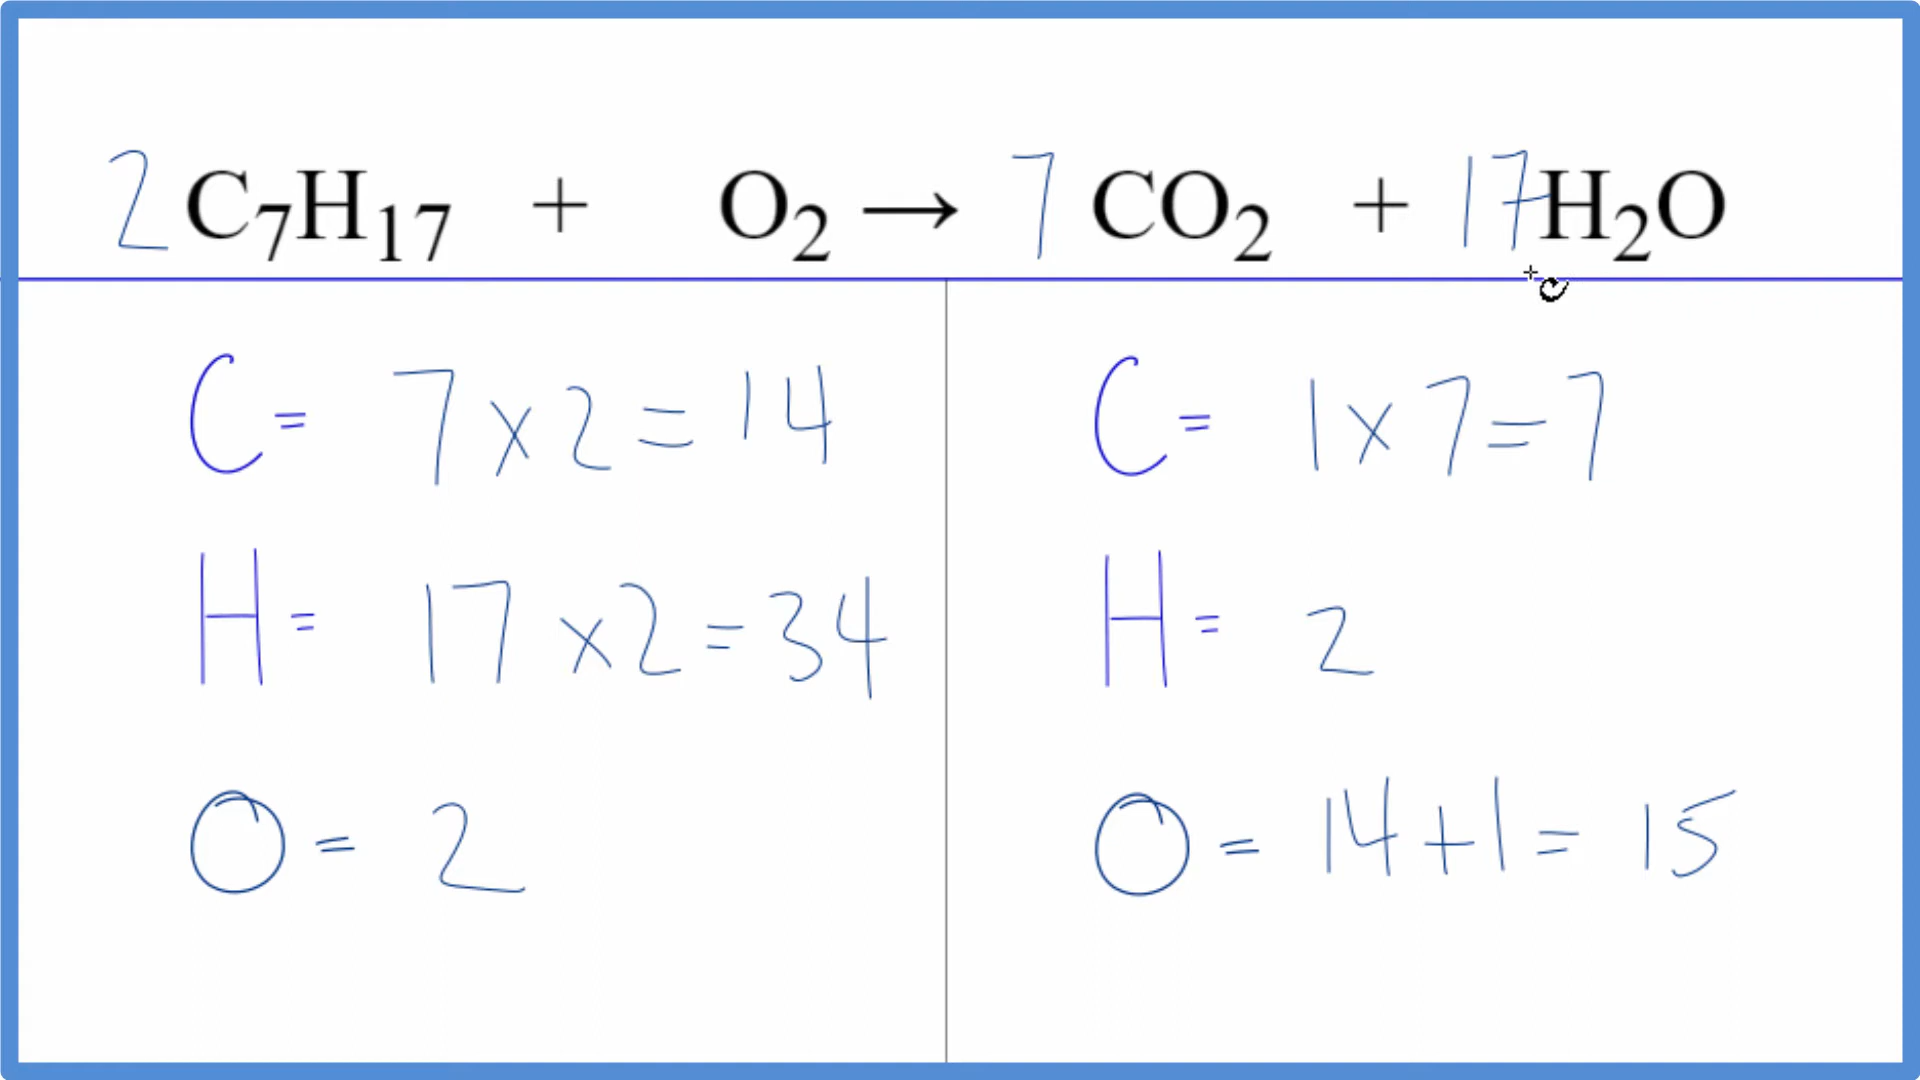 2 C₇H₁₇ + O₂ → 7 CO₂ + 17 H₂O
C = 7 x 2 = 14
C = 1 x 7 = 7
H = 17 x 2 = 34
H = 2
O = 2
O = 14 + 1 = 15